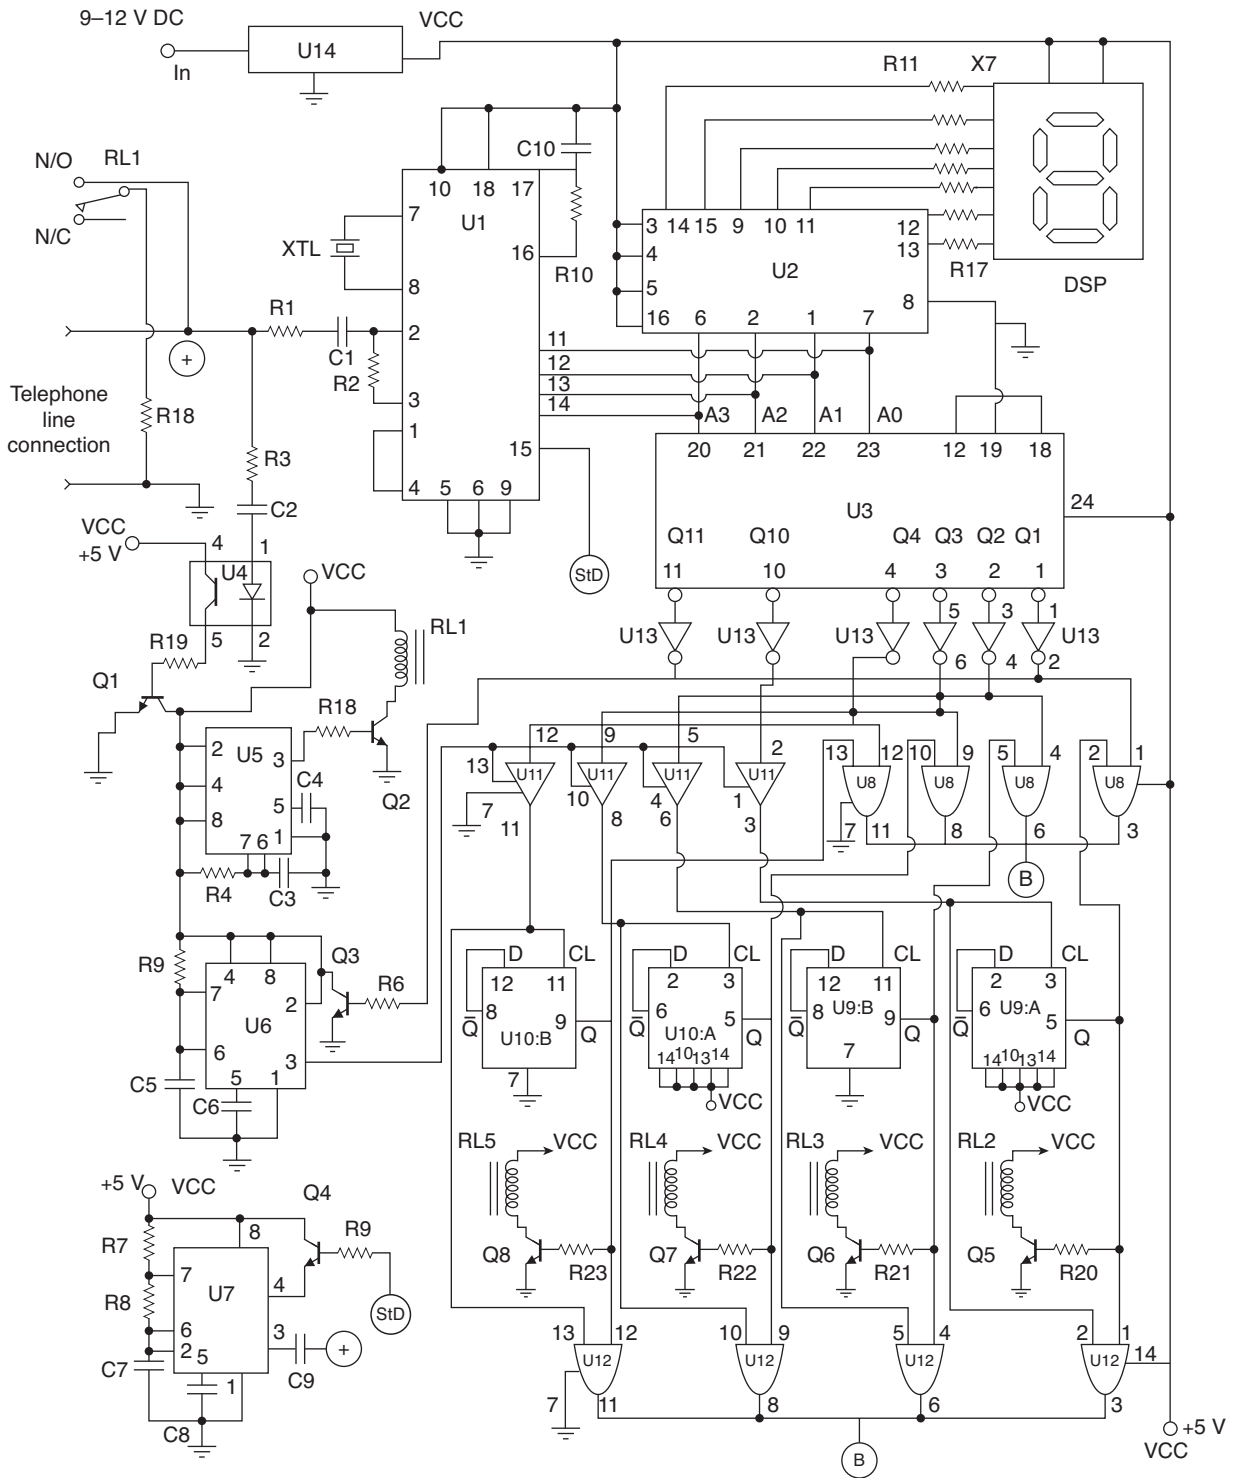 9–12 V DC
VCC
U14
In
R11
X7
N/O
RL1
N/C
C10
10 18 17
U1
7
XTL
8
16
R10
3 14 15 9 10 11
12
13
4
U2
5
8
16 6 2 1 7
R17
DSP
R1
C1
2
R2
3
+
11
12
13
14
Telephone
line
connection
R18
1
4
15
5 6 9
A3 A2 A1 A0
20 21 22 23 12 19 18
U3
24
R3
C2
Q11 Q10 Q4 Q3 Q2 Q1
11 10 4 3 2 1
StD
VCC
+5 V
4 1
U4
5 2
VCC
RL1
U13 U13 U13 5 3 1 U13
6 4 2
R19
Q1
R18
Q2
2
U5
3
4
C4
5
8
1
7 6
R4
C3
12 9 5 2
13 U11 U11 U11 U11
10 4 1
7
11 8 6 3
13 12 10 9 5 4 2 1
U8 U8 U8 U8
7 11 8 6 3
B
R9
4 8
Q3
R6
7
2
U6
6
3
5 1
C5
C6
D CL D CL D CL D CL
12 11 2 3 12 11 2 3
8 6 8 6
Q̅ Q̅ Q̅ Q̅
9 5 9 5
Q Q Q Q
U10:B U10:A U9:B U9:A
7
14 10 13 14
7
14 10 13 14
VCC VCC
RL5 VCC RL4 VCC RL3 VCC RL2 VCC
Q8 R23 Q7 R22 Q6 R21 Q5 R20
+5 V VCC
Q4
R7
8
R9
7
U7
4
R8
StD
6
3
2
5
+
C7
1
C9
C8
13 12 10 9 5 4 2 1
U12 U12 U12 U12
14
7 11 8 6 3
B
+5 V
VCC